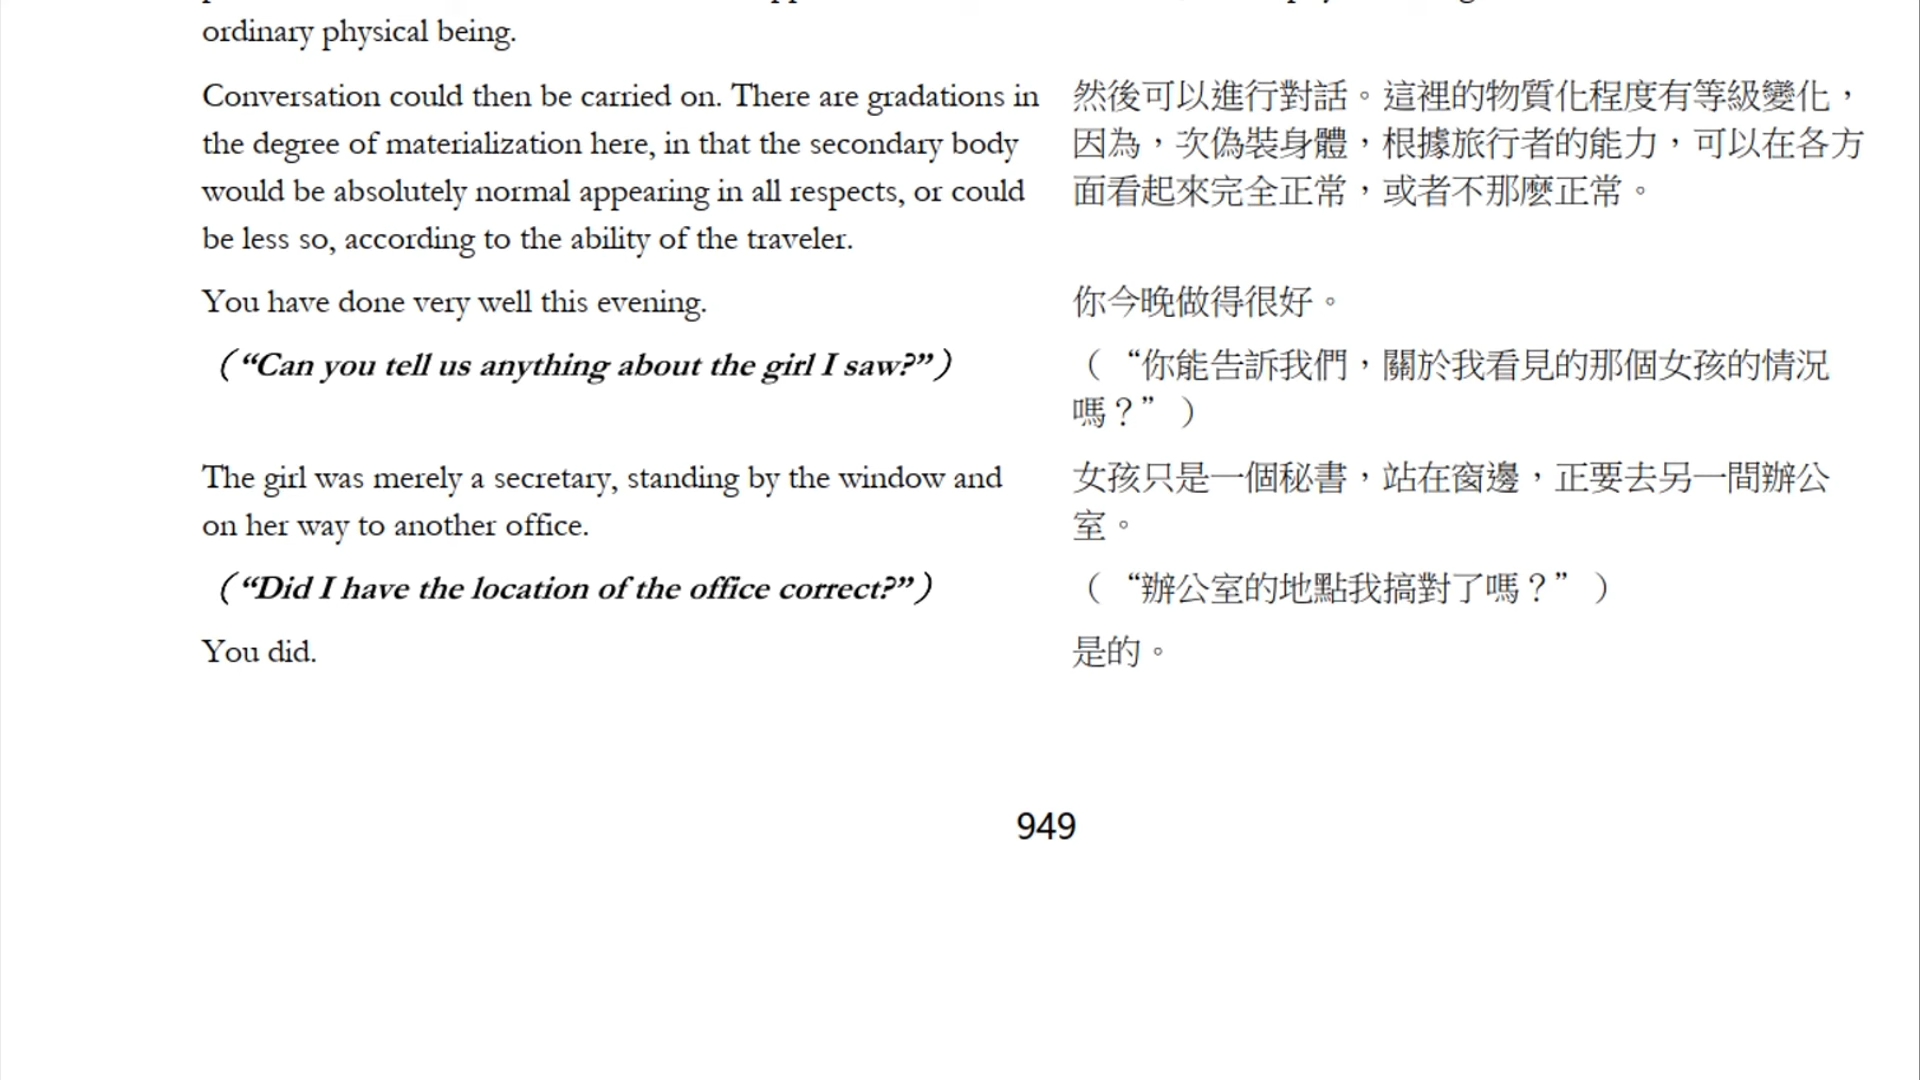 ordinary physical being.
Conversation could then be carried on. There are gradations in
the degree of materialization here, in that the secondary body
would be absolutely normal appearing in all respects, or could
be less so, according to the ability of the traveler.
然後可以進行對話。這裡的物質化程度有等級變化，
因為，次偽裝身體，根據旅行者的能力，可以在各方
面看起來完全正常，或者不那麼正常。
You have done very well this evening.
你今晚做得很好。
（“Can you tell us anything about the girl I saw?”）
（“你能告訴我們，關於我看見的那個女孩的情況
嗎？”）
The girl was merely a secretary, standing by the window and
on her way to another office.
女孩只是一個秘書，站在窗邊，正要去另一間辦公
室。
（“Did I have the location of the office correct?”）
（“辦公室的地點我搞對了嗎？”）
You did.
是的。
949